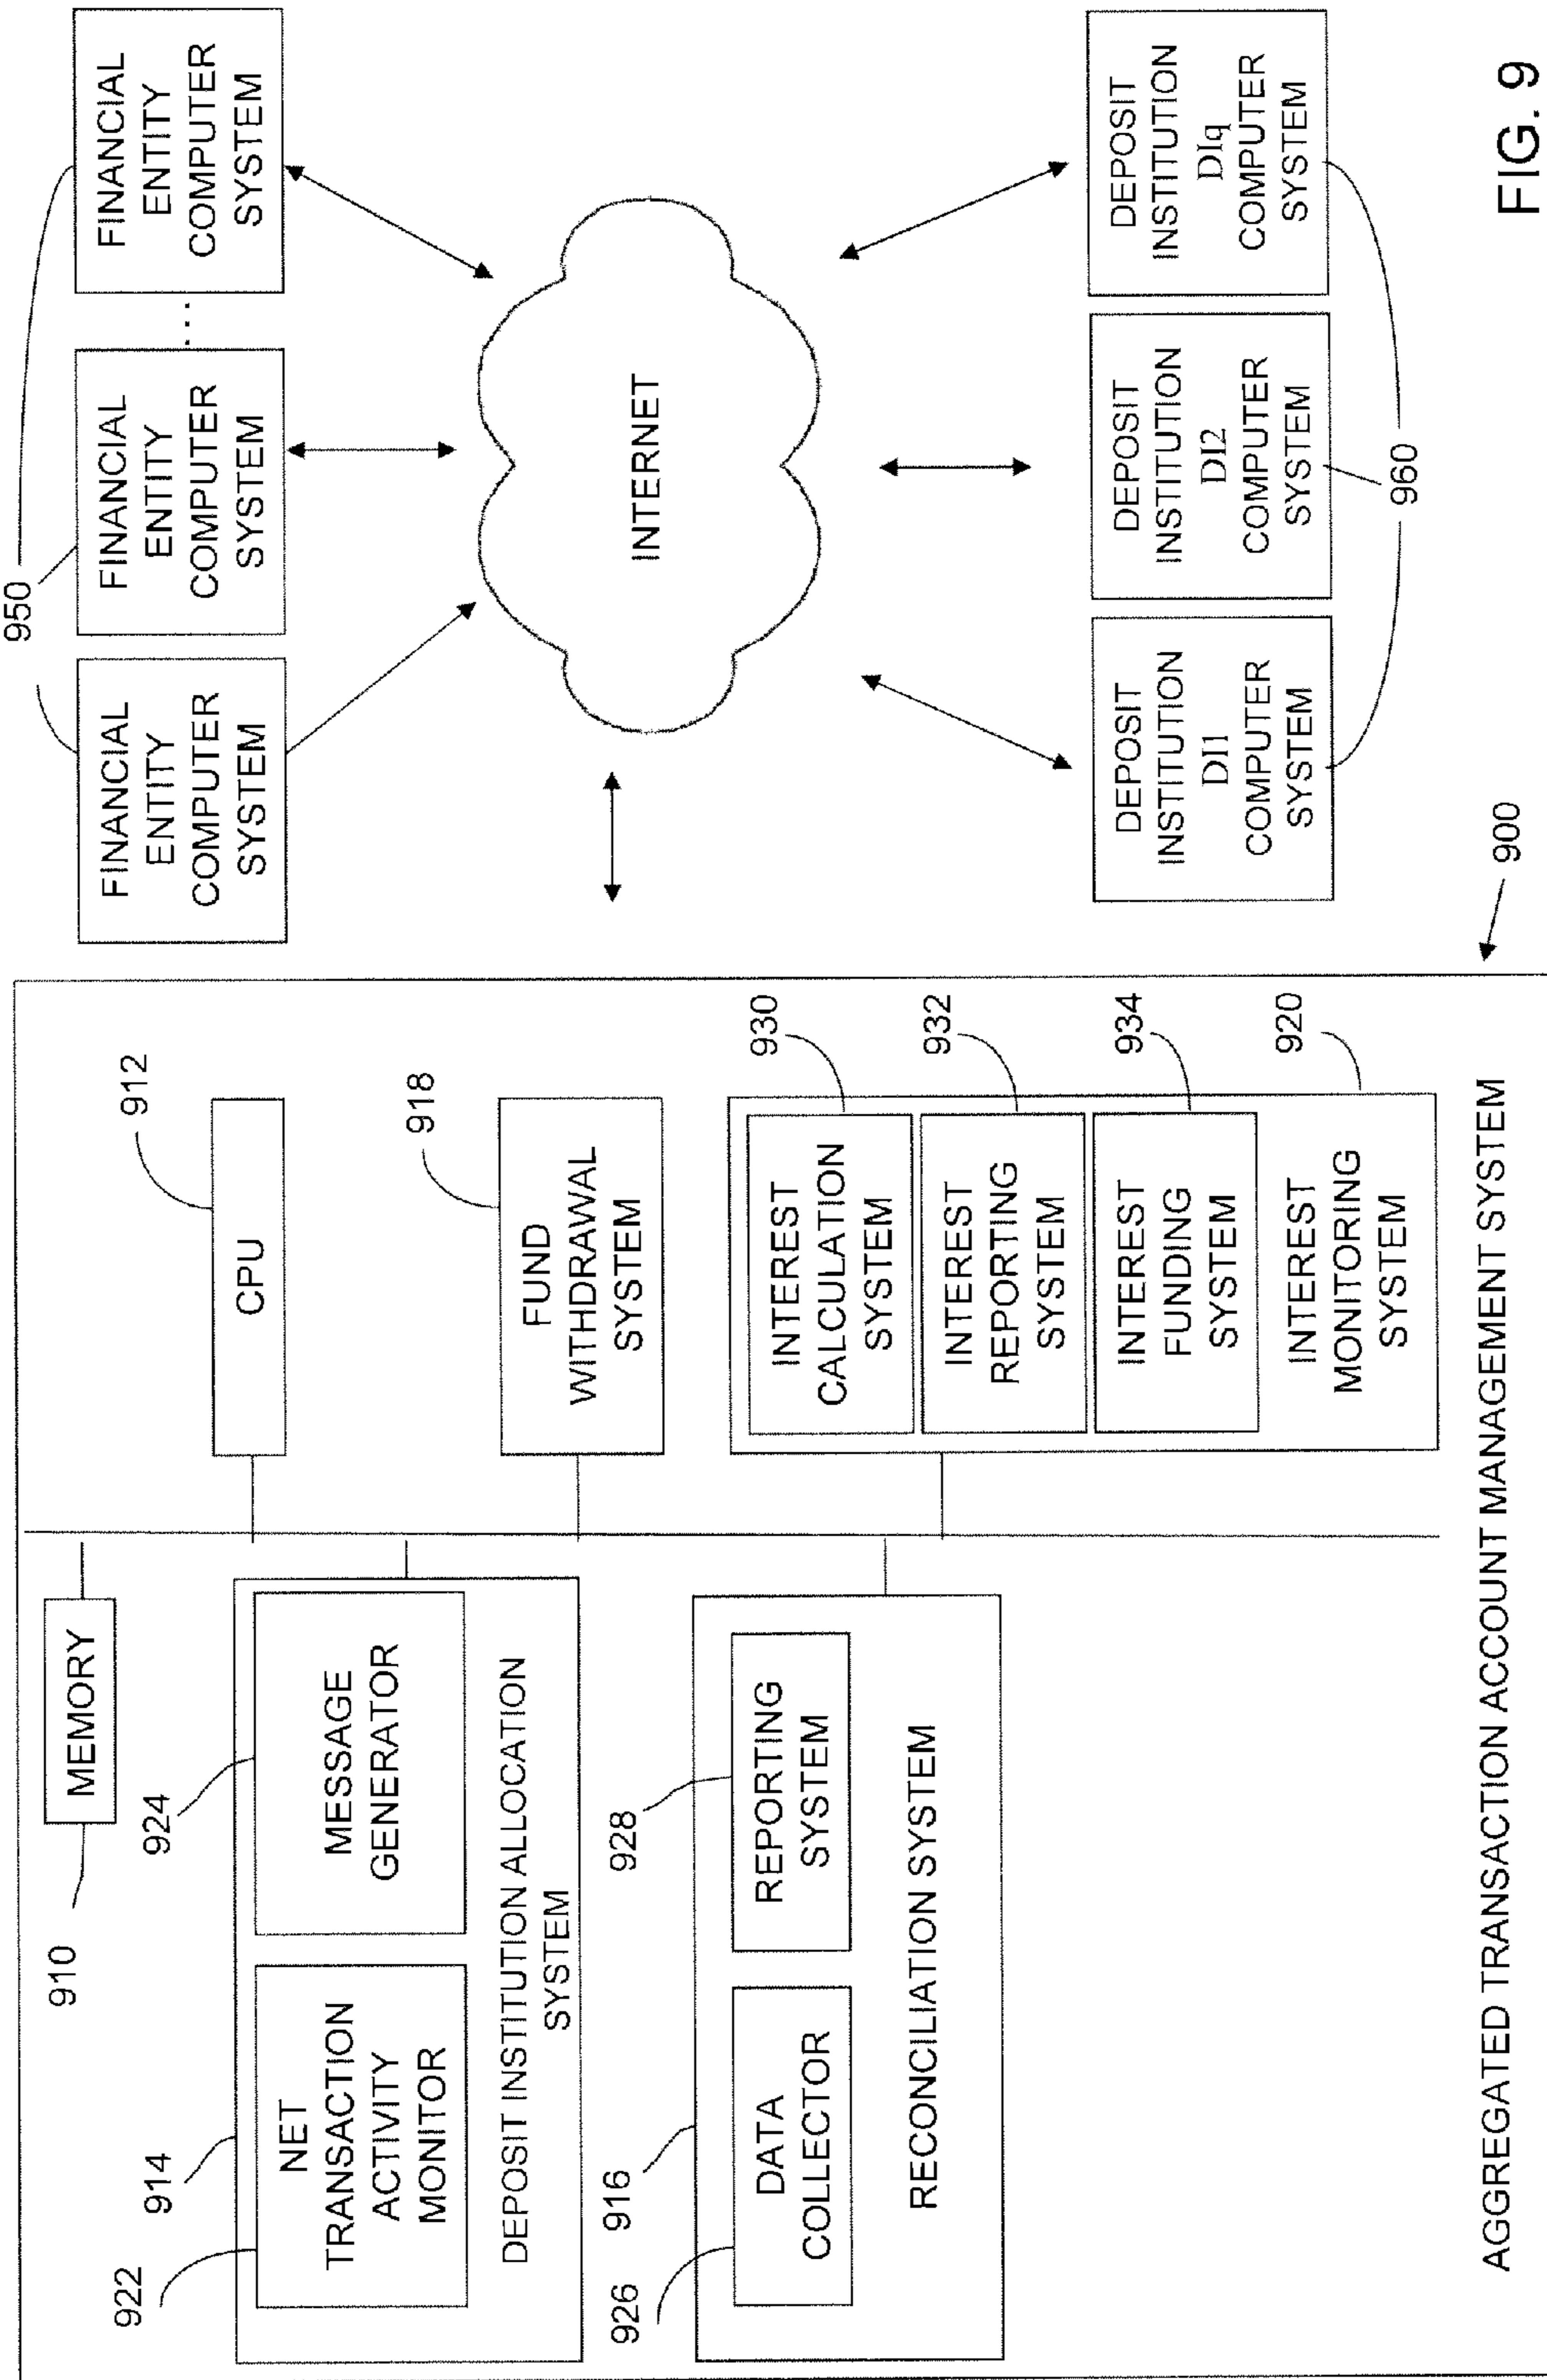 910
MEMORY
912
CPU
914
922
NET
TRANSACTION
ACTIVITY
MONITOR
924
MESSAGE
GENERATOR
DEPOSIT INSTITUTION ALLOCATION
SYSTEM
918
FUND
WITHDRAWAL
SYSTEM
916
926
DATA
COLLECTOR
928
REPORTING
SYSTEM
RECONCILIATION SYSTEM
930
INTEREST
CALCULATION
SYSTEM
932
INTEREST
REPORTING
SYSTEM
934
INTEREST
FUNDING
SYSTEM
920
INTEREST
MONITORING
SYSTEM
AGGREGATED TRANSACTION ACCOUNT MANAGEMENT SYSTEM
900
950
FINANCIAL
ENTITY
COMPUTER
SYSTEM
FINANCIAL
ENTITY
COMPUTER
SYSTEM
...
FINANCIAL
ENTITY
COMPUTER
SYSTEM
INTERNET
DEPOSIT
INSTITUTION
DI1
COMPUTER
SYSTEM
DEPOSIT
INSTITUTION
DI2
COMPUTER
SYSTEM
DEPOSIT
INSTITUTION
DIq
COMPUTER
SYSTEM
960
FIG. 9